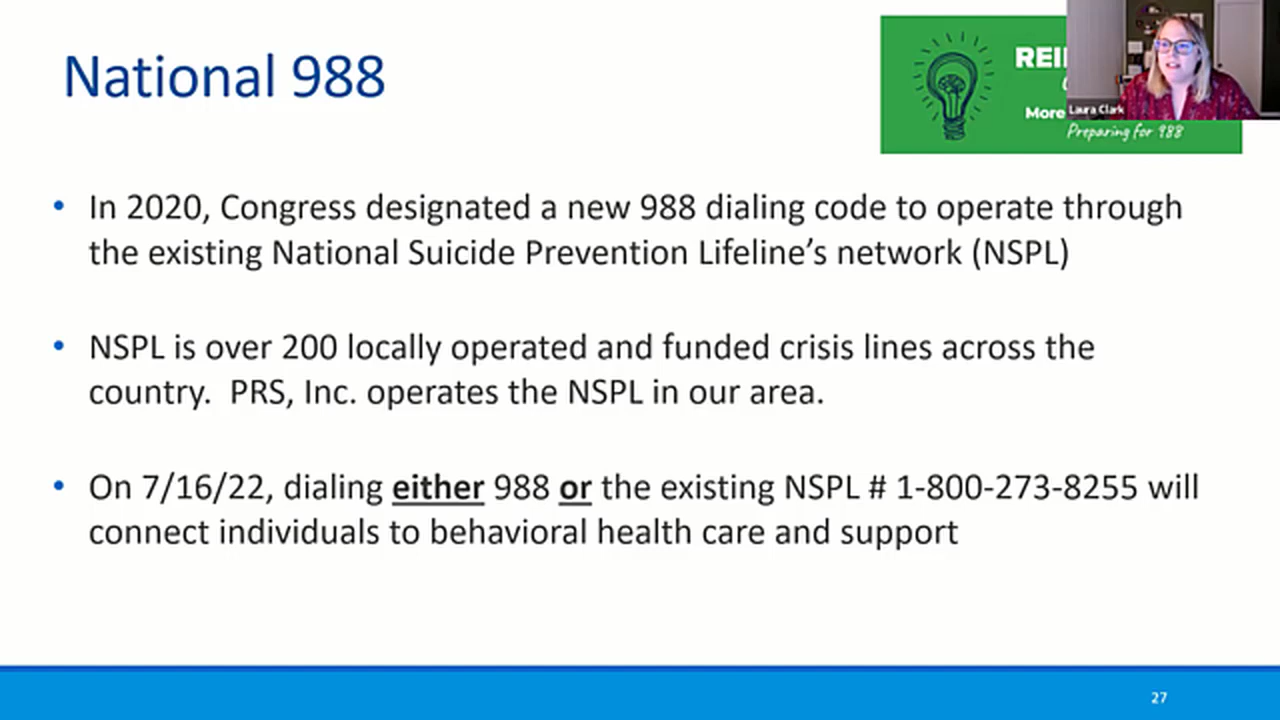 National 988
More
Laura Clark
Preparing for 988
• In 2020, Congress designated a new 988 dialing code to operate through
the existing National Suicide Prevention Lifeline’s network (NSPL)
• NSPL is over 200 locally operated and funded crisis lines across the
country. PRS, Inc. operates the NSPL in our area.
• On 7/16/22, dialing either 988 or the existing NSPL # 1-800-273-8255 will
connect individuals to behavioral health care and support
27